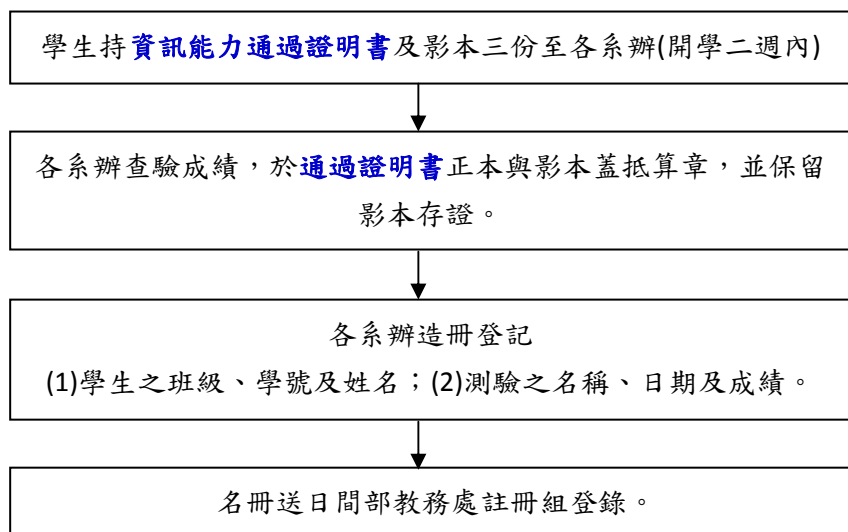 學生持資訊能力通過證明書及影本三份至各系辦(開學二週內)
各系辦查驗成績，於通過證明書正本與影本蓋抵算章，並保留
影本存證。
各系辦造冊登記
(1)學生之班級、學號及姓名；(2)測驗之名稱、日期及成績。
名冊送日間部教務處註冊組登錄。